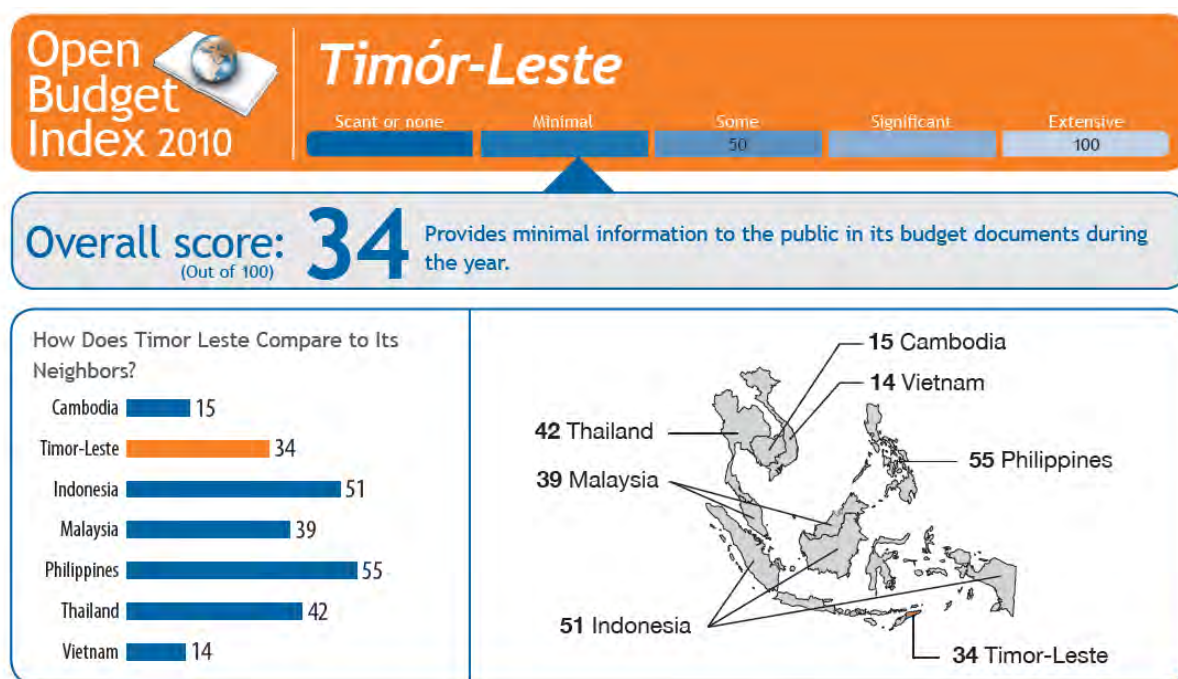 Open
Budget
Index 2010
Timór-Leste
Scant or none
Minimal
Some
Significant
Extensive
50
100
Overall score:
(Out of 100)
34
Provides minimal information to the public in its budget documents during
the year.
How Does Timor Leste Compare to Its
Neighbors?
Cambodia 15
Timor-Leste 34
Indonesia 51
Malaysia 39
Philippines 55
Thailand 42
Vietnam 14
15 Cambodia
14 Vietnam
42 Thailand
55 Philippines
39 Malaysia
51 Indonesia
34 Timor-Leste